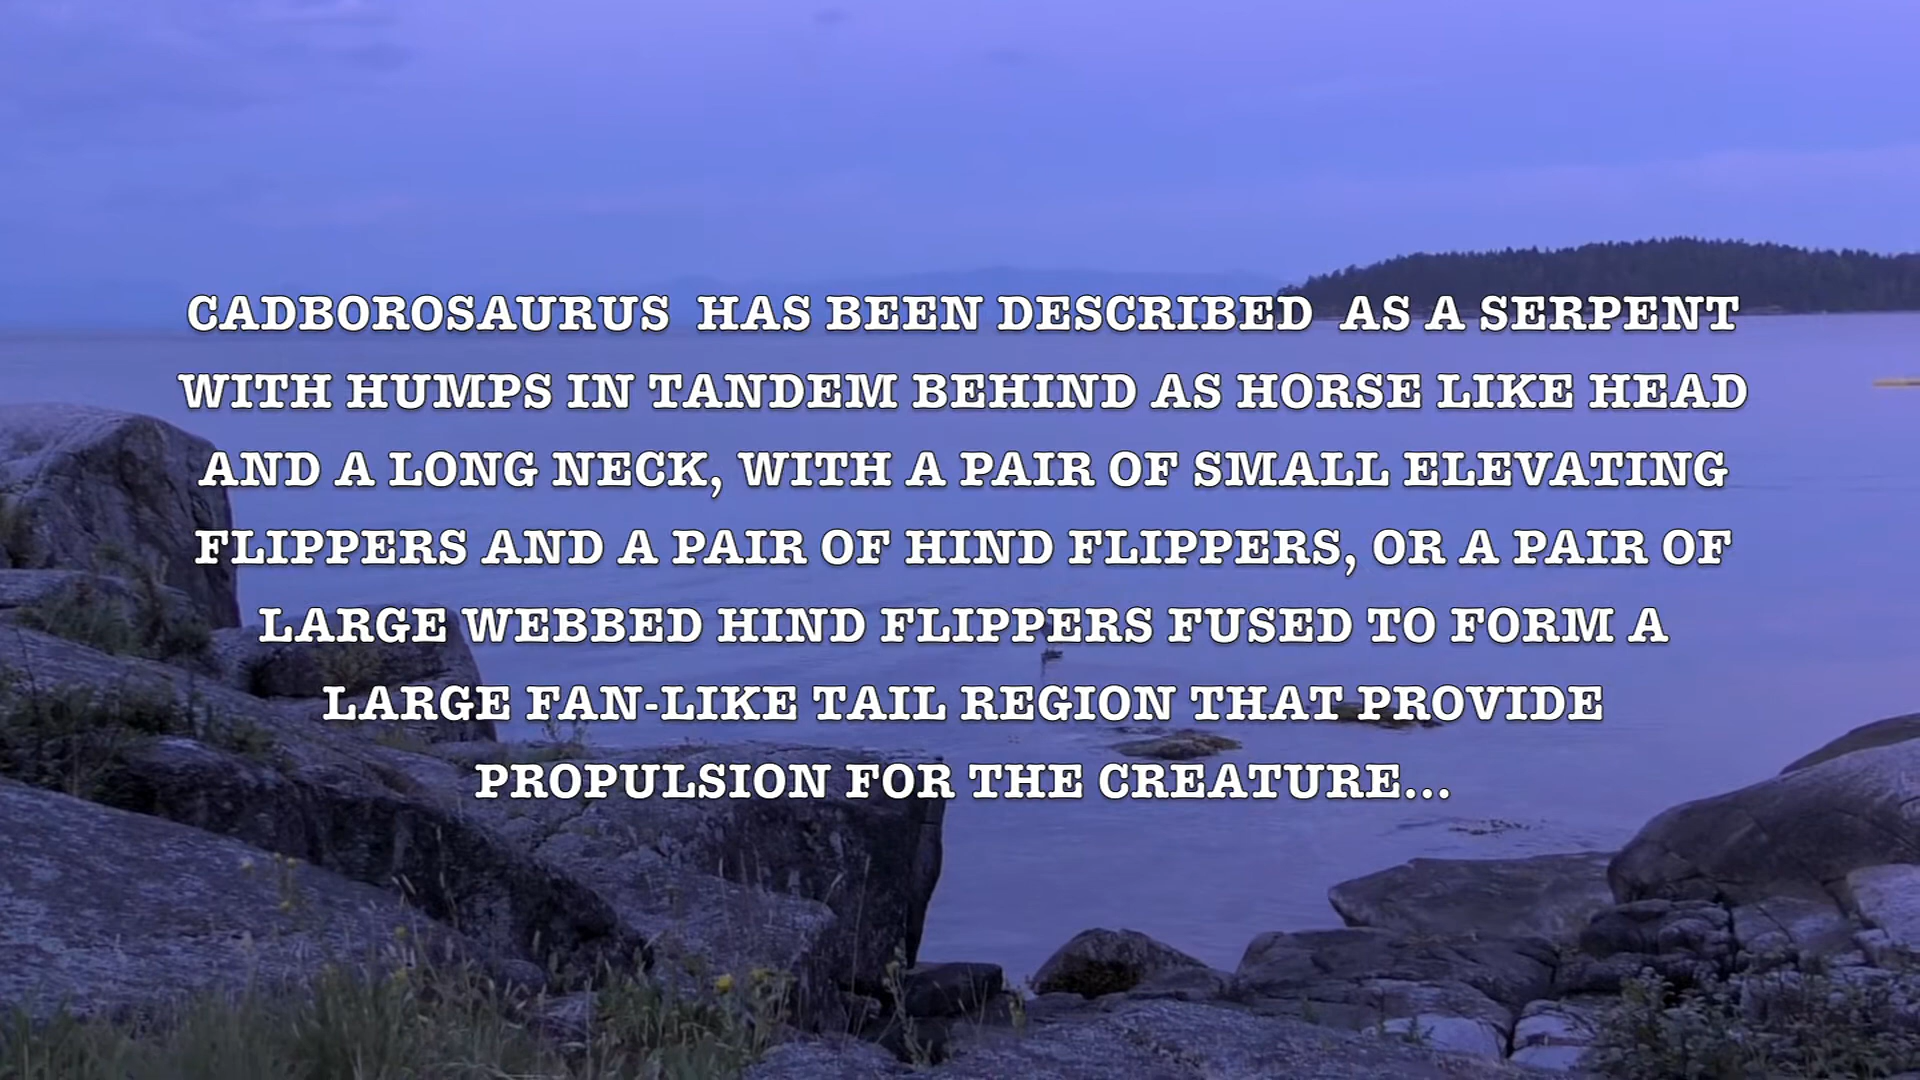 CADBOROSAURUS  HAS BEEN DESCRIBED  AS A SERPENT
WITH HUMPS IN TANDEM BEHIND AS HORSE LIKE HEAD
AND A LONG NECK, WITH A PAIR OF SMALL ELEVATING
FLIPPERS AND A PAIR OF HIND FLIPPERS, OR A PAIR OF
LARGE WEBBED HIND FLIPPERS FUSED TO FORM A
LARGE FAN-LIKE TAIL REGION THAT PROVIDE
PROPULSION FOR THE CREATURE...